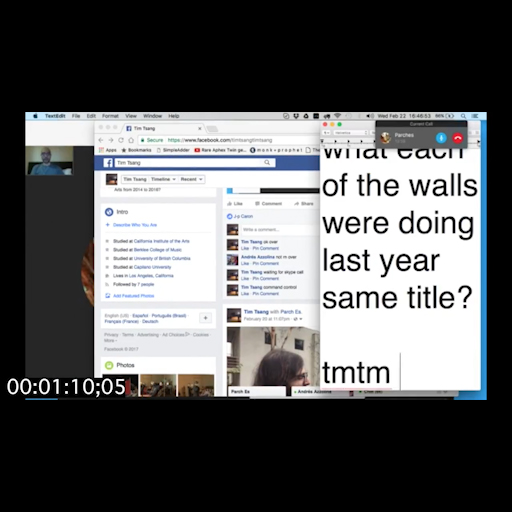 TextEdit File Edit Format View Window Help
Wed Feb 22 16:48:53
Tim Tsang
Secure https://www.facebook.com/timtsangtimtsang
Apps Bookmarks SimpleAdder Rare Aphex Twin
Current Call
Parches
Tim Tsang
Tim Tsang Timeline Recent
Intro
Describe Who You Are
Studied at California Institute of the Arts
Studied at Berklee College of Music
Studied at University of British Columbia
Studied at Capilano University
Lives in Los Angeles, California
Followed by 7 people
Add Featured Photos
English (US) · Español · Português (Brasil) ·
Français (France) · Deutsch
Privacy · Terms · Advertising · Ad Choices · Cookies ·
More
Facebook © 2017
Photos
Like Comment Share
Write a comment...
Tim Tsang on over
Like · Pin Comment
Andrés Azzolina not m over
Like · Pin Comment
Tim Tsang waiting for skype call
Like · Pin Comment
Tim Tsang command control
Like · Pin Comment
Tim Tsang with Parch Es.
Parch Es
Andrés Azzolina
what each
of the walls
were doing
last year
same title?
tmtm
00:01:10;05